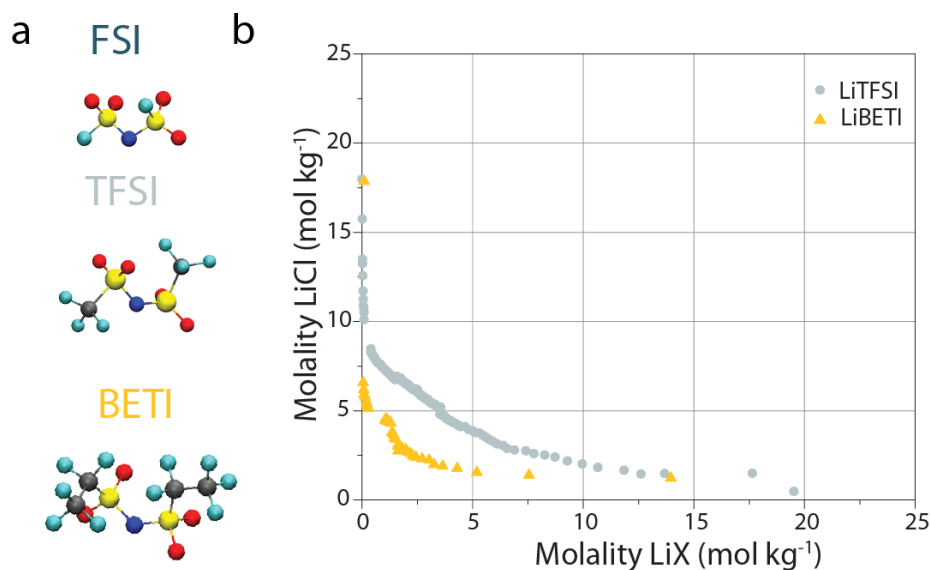 a
FSI
TFSI
BETI
b
Molality LiCl (mol kg⁻¹)
25
20
15
10
5
0
LiTFSI
LiBETI
0 5 10 15 20 25
Molality LiX (mol kg⁻¹)